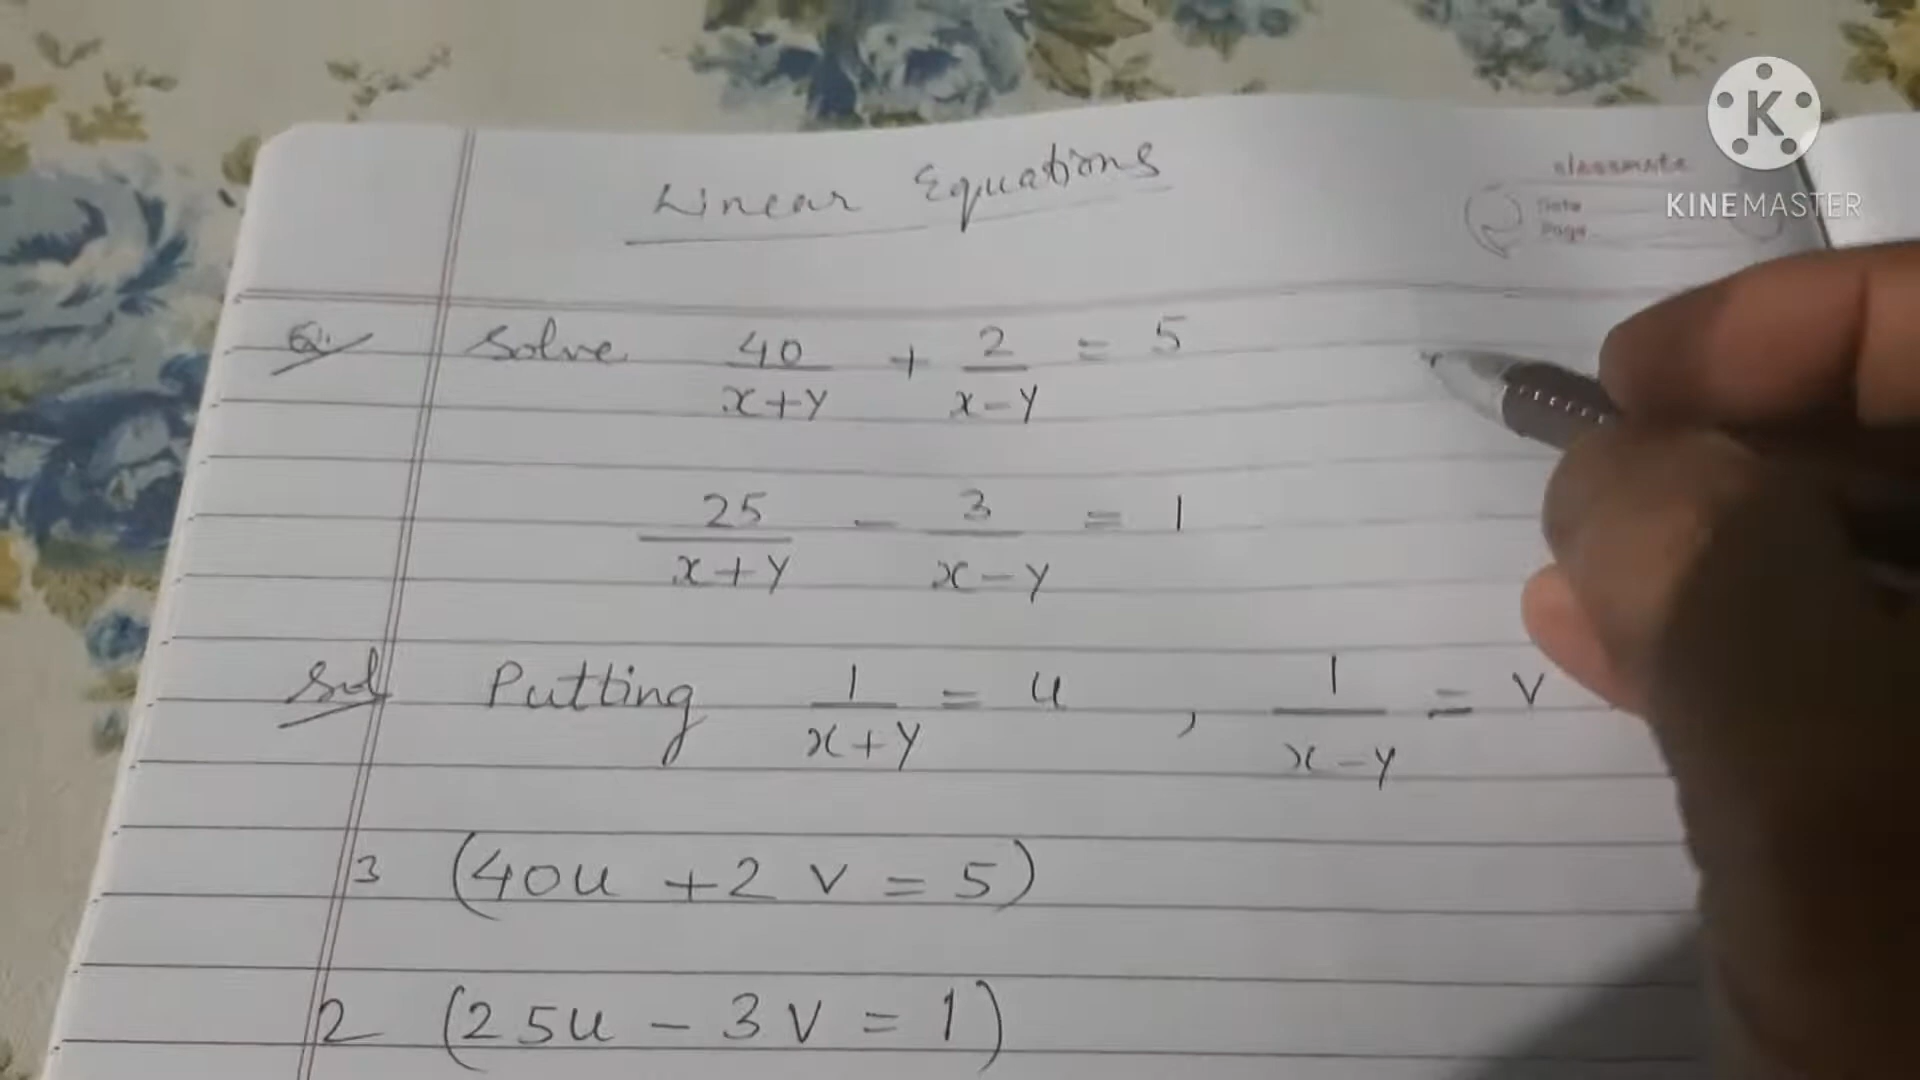 Linear Equations
classmate
Date
Page
K
KINEMASTER
Q. Solve 40/(x+y) + 2/(x-y) = 5
25/(x+y) - 3/(x-y) = 1
Sol Putting 1/(x+y) = u , 1/(x-y) = v
3 (40u + 2v = 5)
2 (25u - 3v = 1)